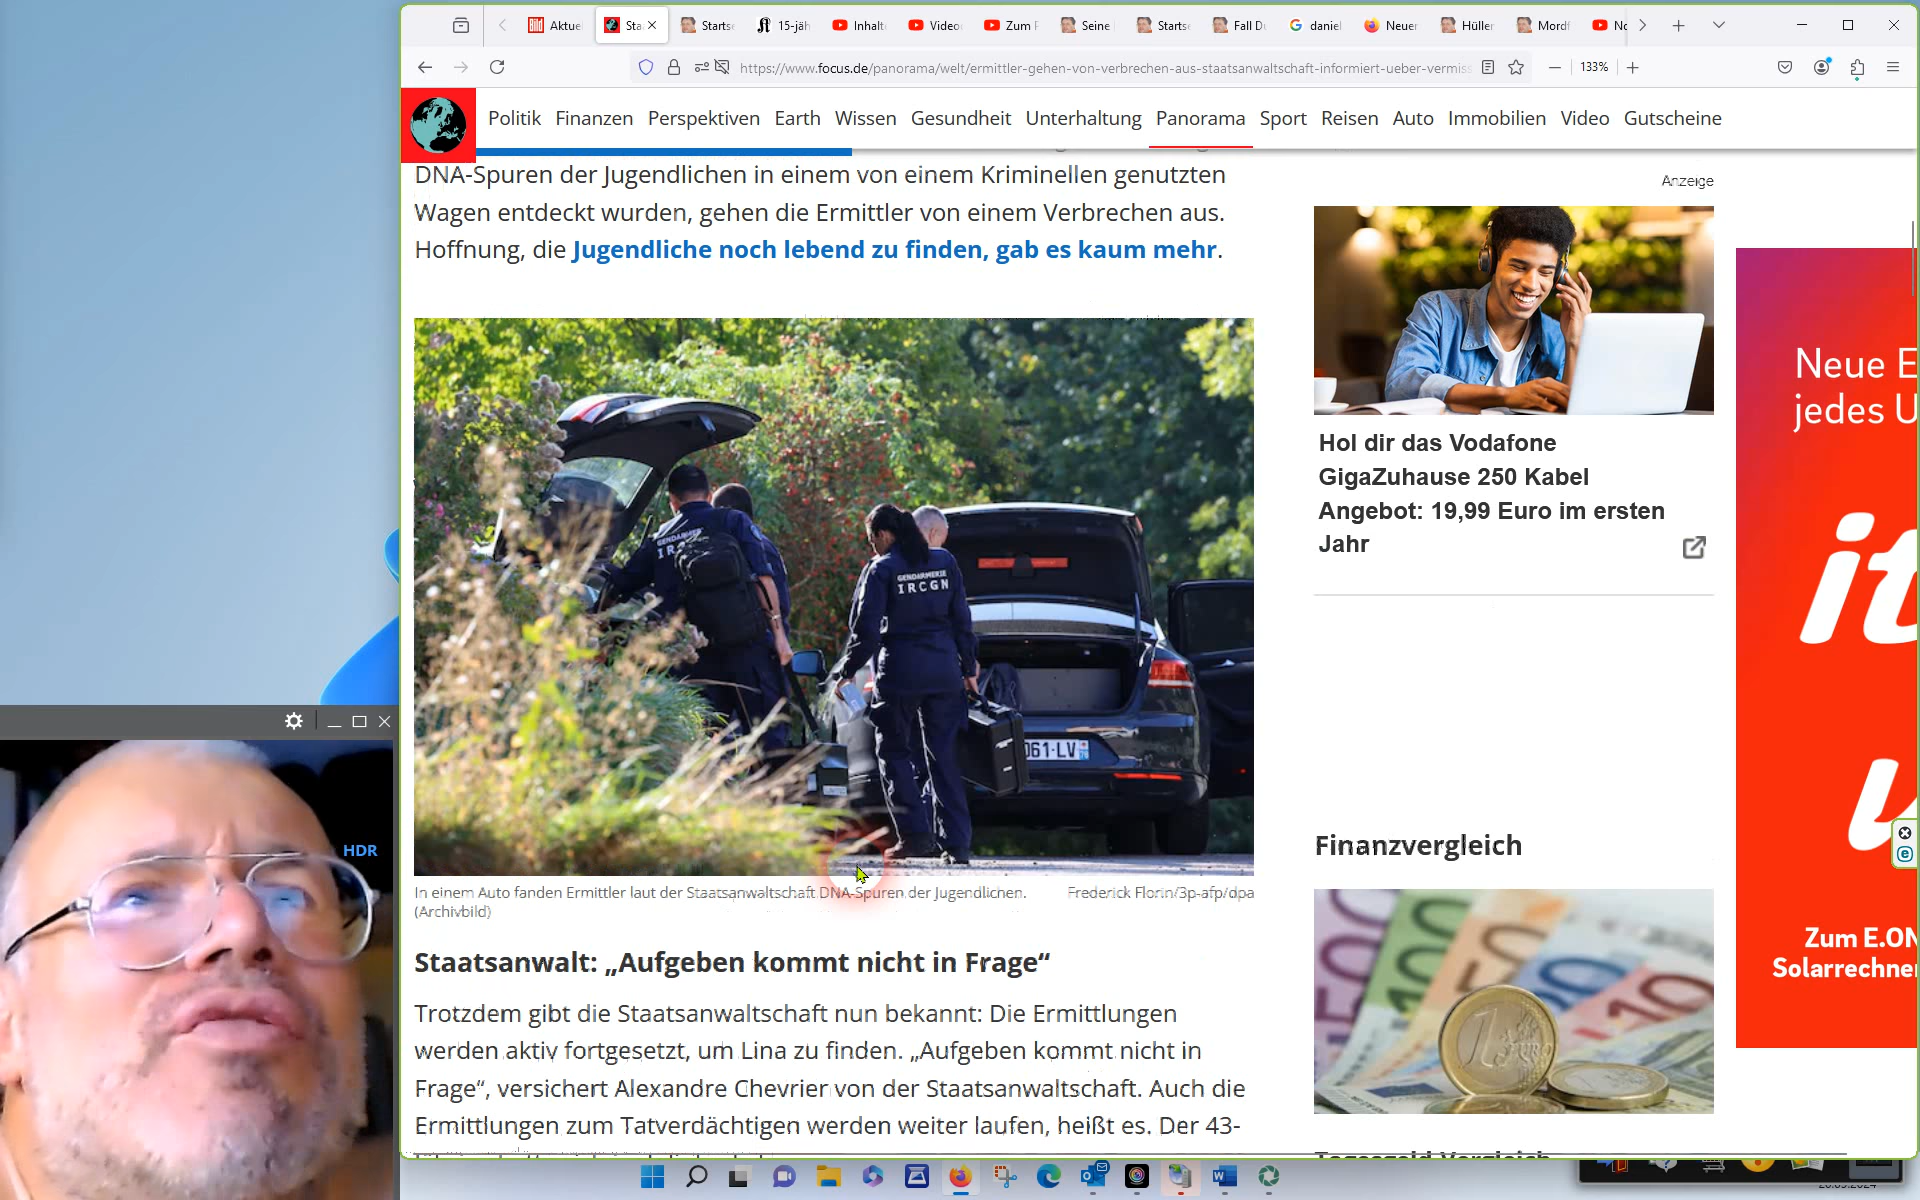 Aktue
Sta
Starts
15-jäh
Inhalt
Video
Zum
Seine
Starts
Fall Du
daniel
Neuer
Hüller
Mordf
No
https://www.focus.de/panorama/welt/ermittler-gehen-von-verbrechen-aus-staatsanwaltschaft-informiert-ueber-vermiss
133%
Politik Finanzen Perspektiven Earth Wissen Gesundheit Unterhaltung Panorama Sport Reisen Auto Immobilien Video Gutscheine
DNA-Spuren der Jugendlichen in einem von einem Kriminellen genutzten
Wagen entdeckt wurden, gehen die Ermittler von einem Verbrechen aus.
Hoffnung, die Jugendliche noch lebend zu finden, gab es kaum mehr.
GENDARMERIE
IRCGN
061-LV
In einem Auto fanden Ermittler laut der Staatsanwaltschaft DNA-Spuren der Jugendlichen.
(Archivbild)
Frederick Florin/3p-afp/dpa
Staatsanwalt: „Aufgeben kommt nicht in Frage“
Trotzdem gibt die Staatsanwaltschaft nun bekannt: Die Ermittlungen
werden aktiv fortgesetzt, um Lina zu finden. „Aufgeben kommt nicht in
Frage“, versichert Alexandre Chevrier von der Staatsanwaltschaft. Auch die
Ermittlungen zum Tatverdächtigen werden weiter laufen, heißt es. Der 43-
Anzeige
Hol dir das Vodafone
GigaZuhause 250 Kabel
Angebot: 19,99 Euro im ersten
Jahr
Finanzvergleich
Tagesgeld-Vergleich
Neue E
jedes U
it
Zum E.ON
Solarrechne
HDR